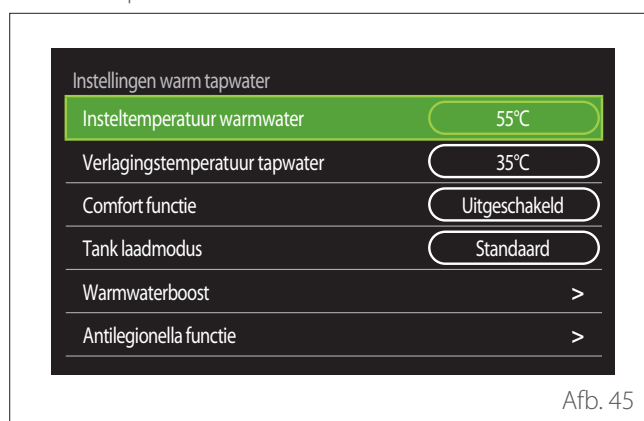 Instellingen warm tapwater
Insteltemperatuur warmwater 55°C
Verlagingstemperatuur tapwater 35°C
Comfort functie Uitgeschakeld
Tank laadmodus Standaard
Warmwaterboost >
Antilegionella functie >
Afb. 45